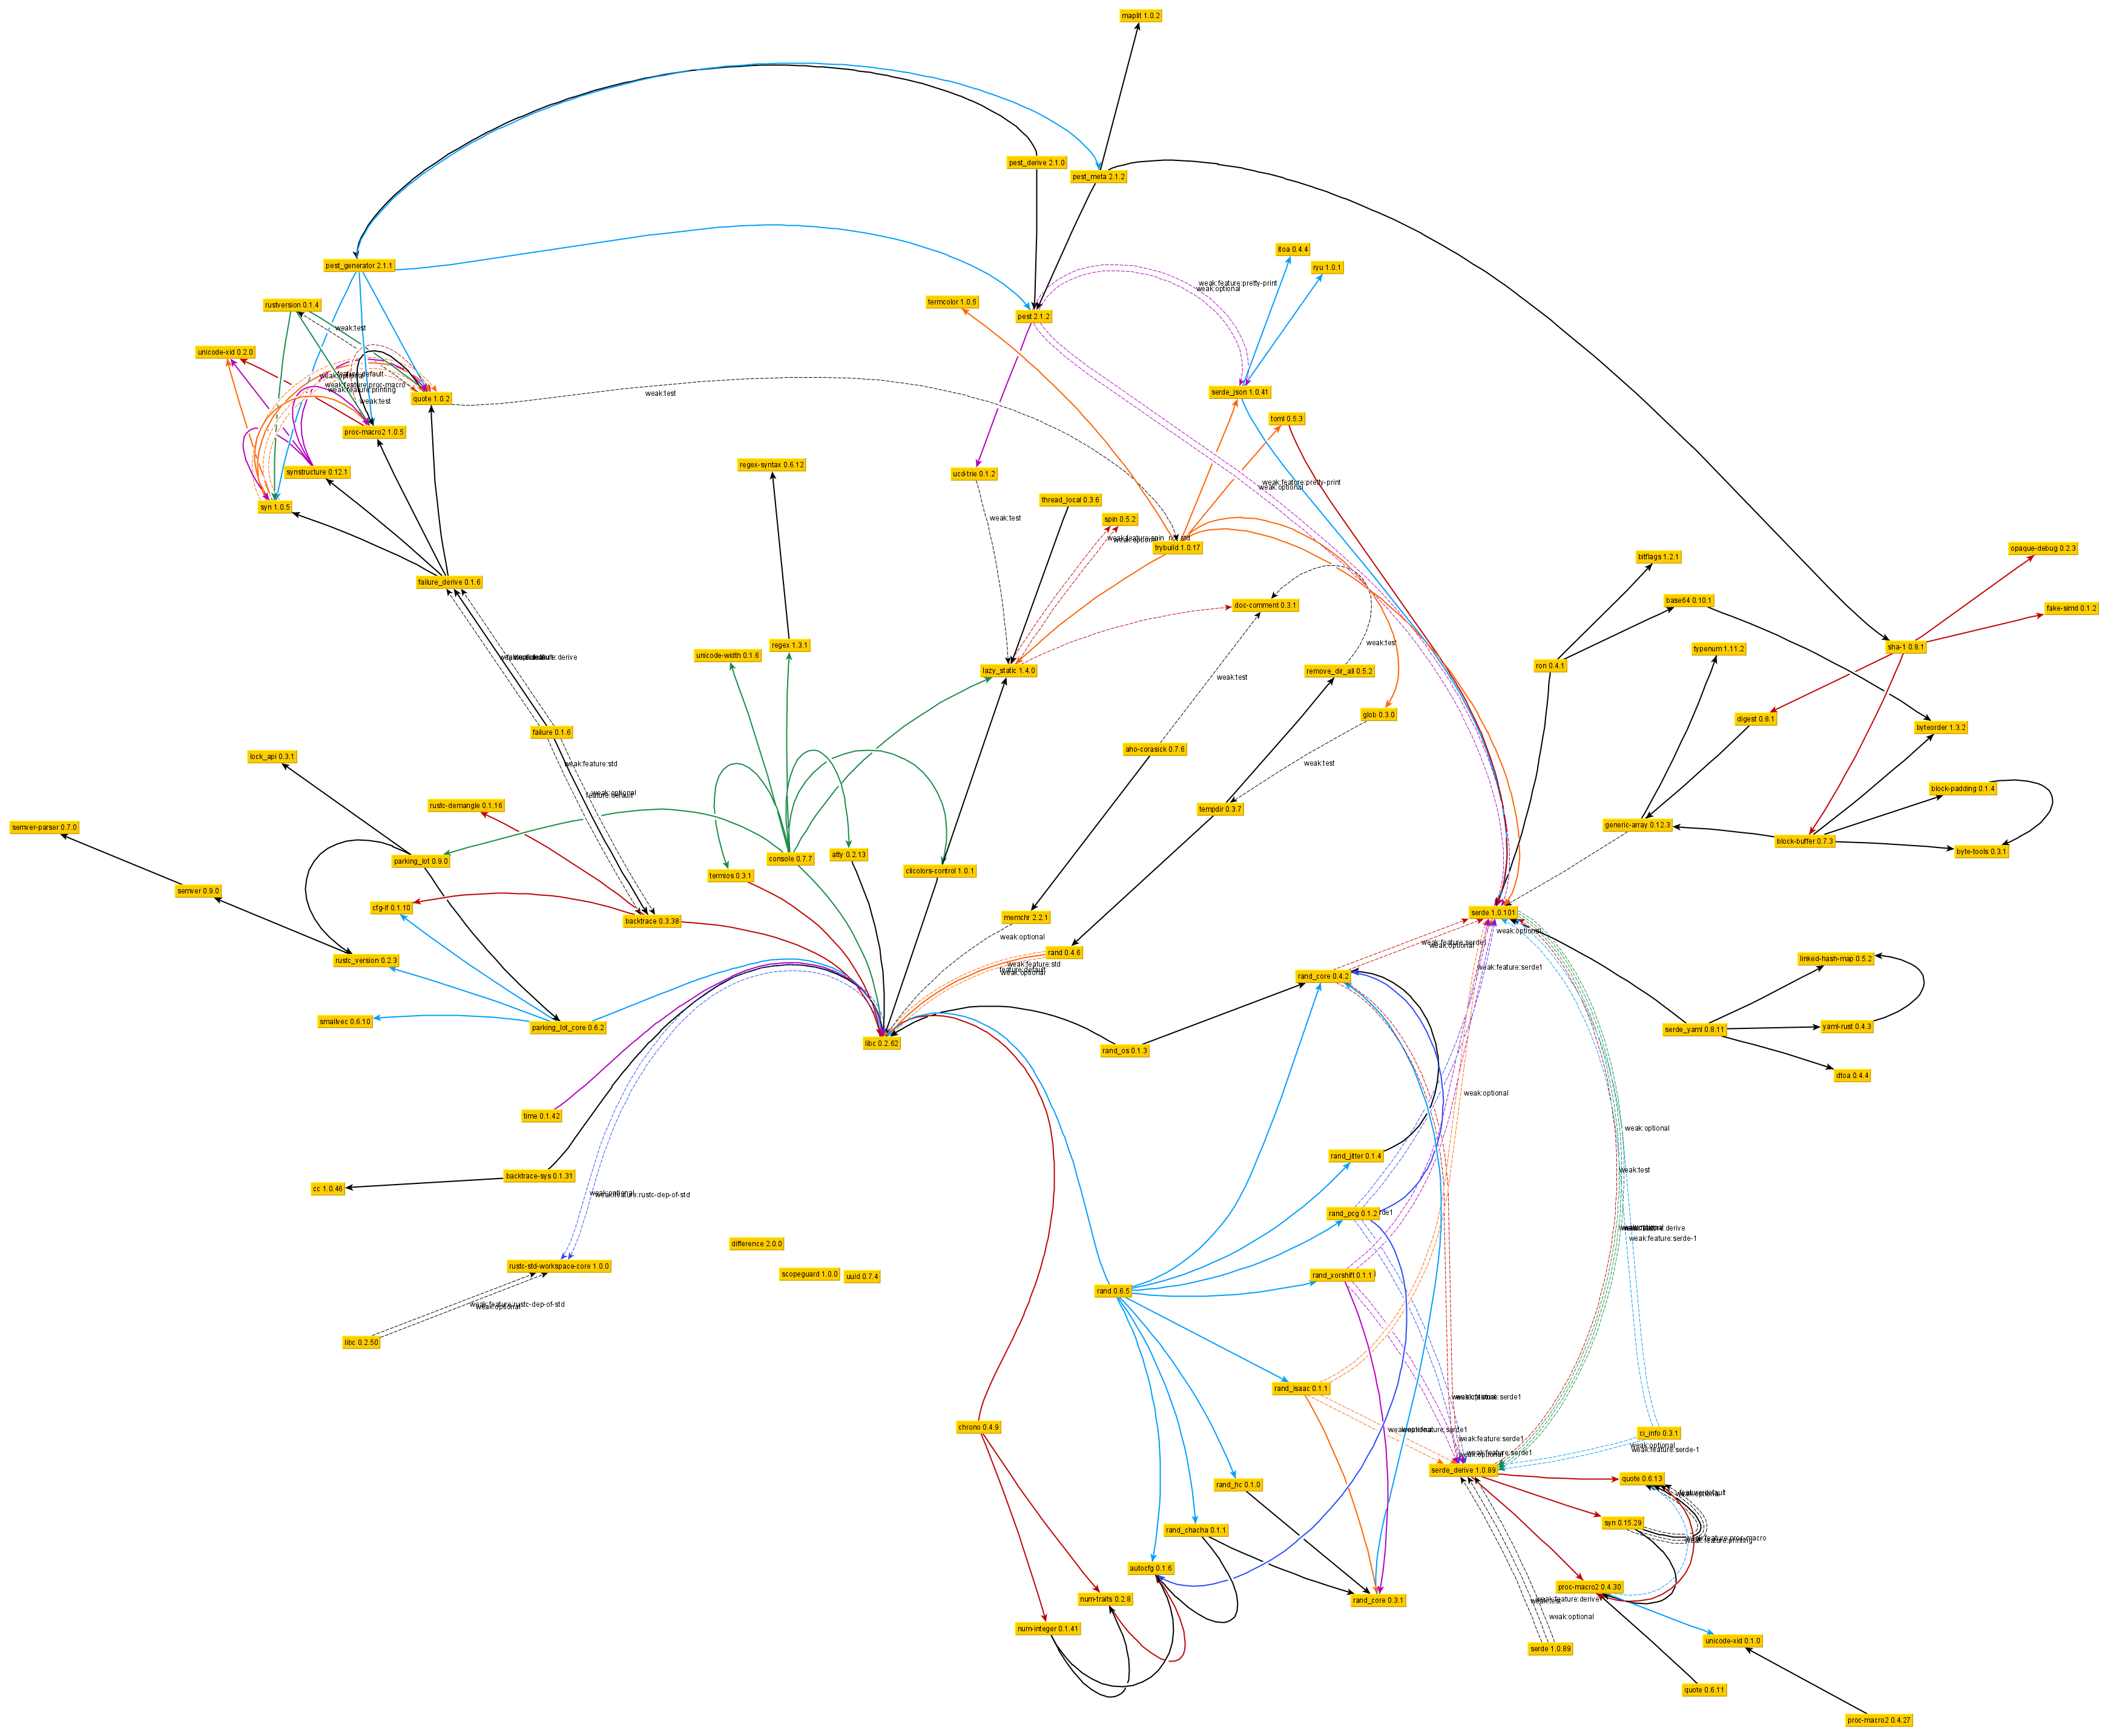 maplit 1.0.2
pest_derive 2.1.0
pest_meta 2.1.2
itoa 0.4.4
pest_generator 2.1.1
ryu 1.0.1
weak:feature:pretty-print
weak:optional
termcolor 1.0.5
rustversion 0.1.4
pest 2.1.2
weak:test
unicode-xid 0.2.0
feature:default
weak:optional
weak:feature:proc-macro
weak:feature:printing
weak:test
quote 1.0.2
weak:test
serde_json 1.0.41
toml 0.5.3
proc-macro2 1.0.5
regex-syntax 0.6.12
synstructure 0.12.1
ucd-trie 0.1.2
weak:feature:pretty-print
weak:optional
thread_local 0.3.6
syn 1.0.5
weak:test
spin 0.5.2
weak:optional
trybuild 1.0.17
opaque-debug 0.2.3
bitflags 1.2.1
failure_derive 0.1.6
base64 0.10.1
doc-comment 0.3.1
fake-simd 0.1.2
weak:test
regex 1.3.1
sha-1 0.8.1
unicode-width 0.1.6
typenum 1.11.2
ron 0.4.1
lazy_static 1.4.0
remove_dir_all 0.5.2
weak:test
glob 0.3.0
digest 0.8.1
failure 0.1.6
byteorder 1.3.2
aho-corasick 0.7.6
lock_api 0.3.1
weak:feature:std
weak:test
block-padding 0.1.4
weak:optional
feature:default
rustc-demangle 0.1.16
tempdir 0.3.7
semver-parser 0.7.0
generic-array 0.12.3
block-buffer 0.7.3
byte-tools 0.3.1
parking_lot 0.9.0
console 0.7.7
atty 0.2.13
clicolors-control 1.0.1
termios 0.3.1
semver 0.9.0
cfg-if 0.1.10
serde 1.0.101
memchr 2.2.1
backtrace 0.3.38
weak:optional
weak:optional
weak:feature:serde1
weak:optional
rand 0.4.6
rustc_version 0.2.3
linked-hash-map 0.5.2
weak:feature:std
feature:default
weak:optional
weak:feature:serde1
rand_core 0.4.2
smallvec 0.6.10
parking_lot_core 0.6.2
serde_yaml 0.8.11
yaml-rust 0.4.3
libc 0.2.62
rand_os 0.1.3
dtoa 0.4.4
weak:optional
time 0.1.42
weak:optional
rand_jitter 0.1.4
weak:test
backtrace-sys 0.1.31
cc 1.0.46
weak:optional
weak:feature:rustc-dep-of-std
rand_pcg 0.1.2
weak:feature:serde-1
difference 2.0.0
rustc-std-workspace-core 1.0.0
scopeguard 1.0.0
uuid 0.7.4
rand_xorshift 0.1.1
rand 0.6.5
weak:feature:rustc-dep-of-std
weak:optional
libc 0.2.50
rand_isaac 0.1.1
chrono 0.4.9
ci_info 0.3.1
weak:feature:serde1
weak:optional
weak:feature:serde-1
weak:feature:serde1
weak:optional
serde_derive 1.0.89
quote 0.6.13
rand_hc 0.1.0
syn 0.15.29
rand_chacha 0.1.1
weak:feature:proc-macro
weak:feature:printing
autocfg 0.1.6
proc-macro2 0.4.30
num-traits 0.2.8
rand_core 0.3.1
weak:feature:derive
weak:test
weak:optional
num-integer 0.1.41
unicode-xid 0.1.0
serde 1.0.89
quote 0.6.11
proc-macro2 0.4.27